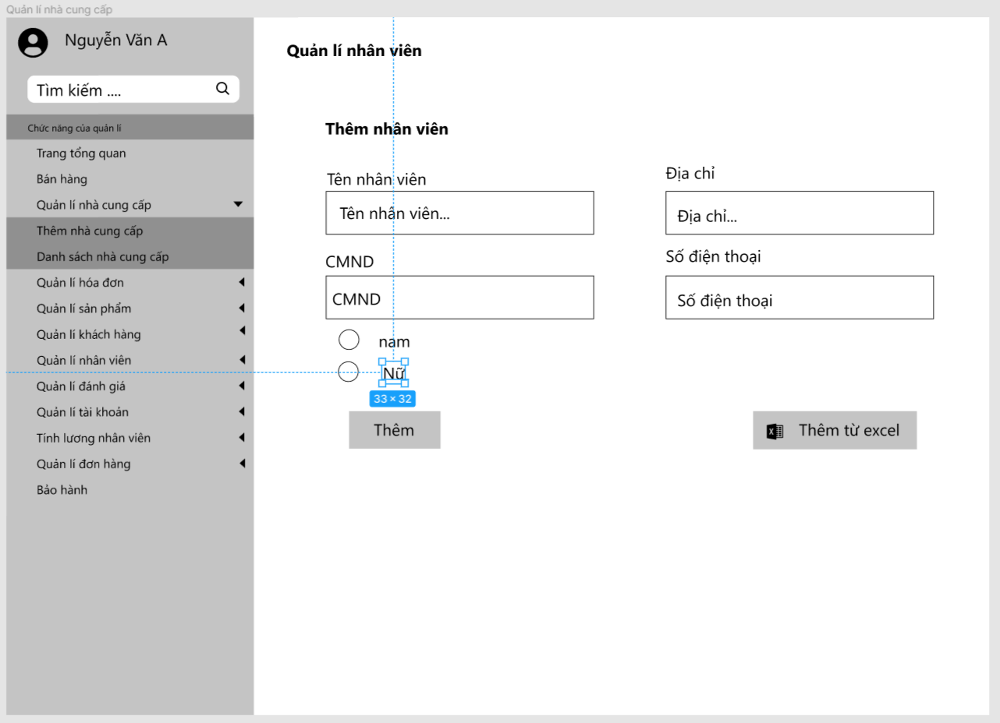 Quản lí nhà cung cấp
Nguyễn Văn A
Tìm kiếm ....
Chức năng của quản lí
Trang tổng quan
Bán hàng
Quản lí nhà cung cấp
Thêm nhà cung cấp
Danh sách nhà cung cấp
Quản lí hóa đơn
Quản lí sản phẩm
Quản lí khách hàng
Quản lí nhân viên
Quản lí đánh giá
Quản lí tài khoản
Tính lương nhân viên
Quản lí đơn hàng
Bảo hành
Quản lí nhân viên
Thêm nhân viên
Tên nhân viên
Tên nhân viên...
Địa chỉ
Địa chỉ...
CMND
CMND
Số điện thoại
Số điện thoại
nam
Nữ
33 × 32
Thêm
Thêm từ excel